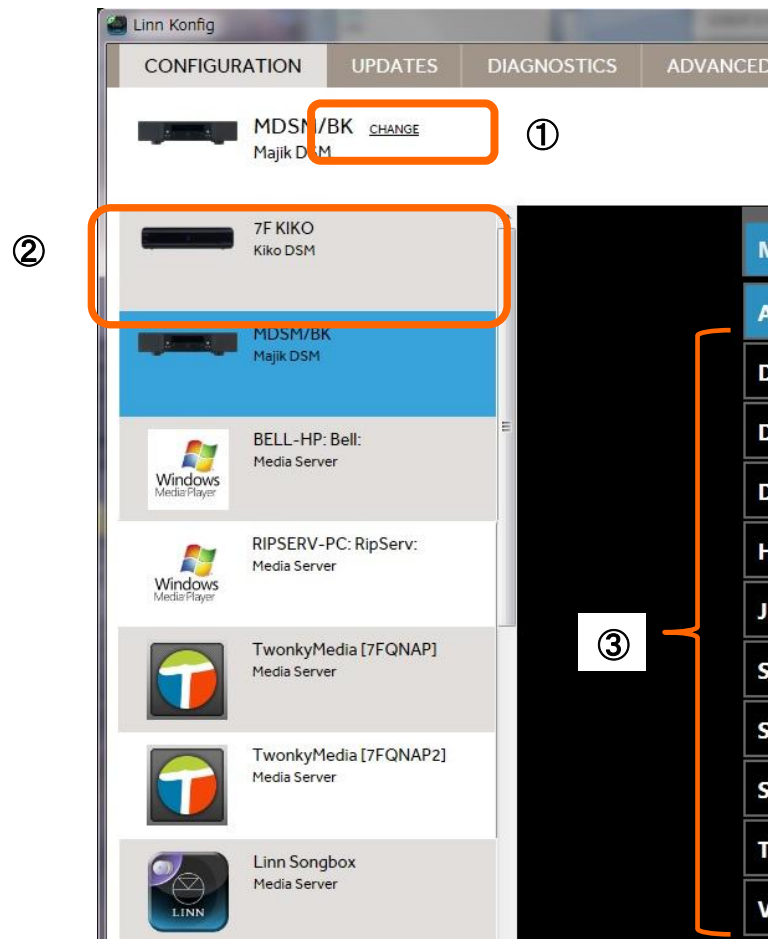 Linn Konfig
CONFIGURATION UPDATES DIAGNOSTICS ADVANCED
MDSM/BK CHANGE
Majik DSM
①
②
7F KIKO
Kiko DSM
MDSM/BK
Majik DSM
BELL-HP: Bell:
Media Server
Windows
Media Player
RIPSERV-PC: RipServ:
Media Server
Windows
Media Player
TwonkyMedia [7FQNAP]
Media Server
TwonkyMedia [7FQNAP2]
Media Server
Linn Songbox
Media Server
LINN
③
M
A
D
D
D
H
J
S
S
S
T
V